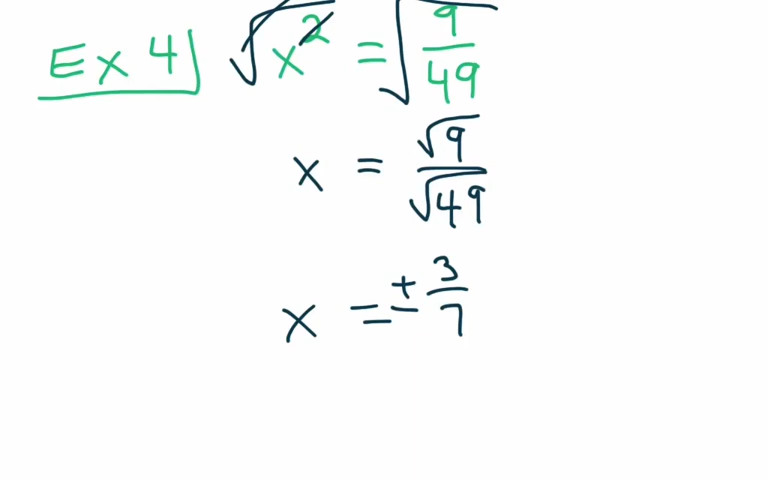 Ex 4 √x² = √9/49
x = √9/√49
x = ± 3/7